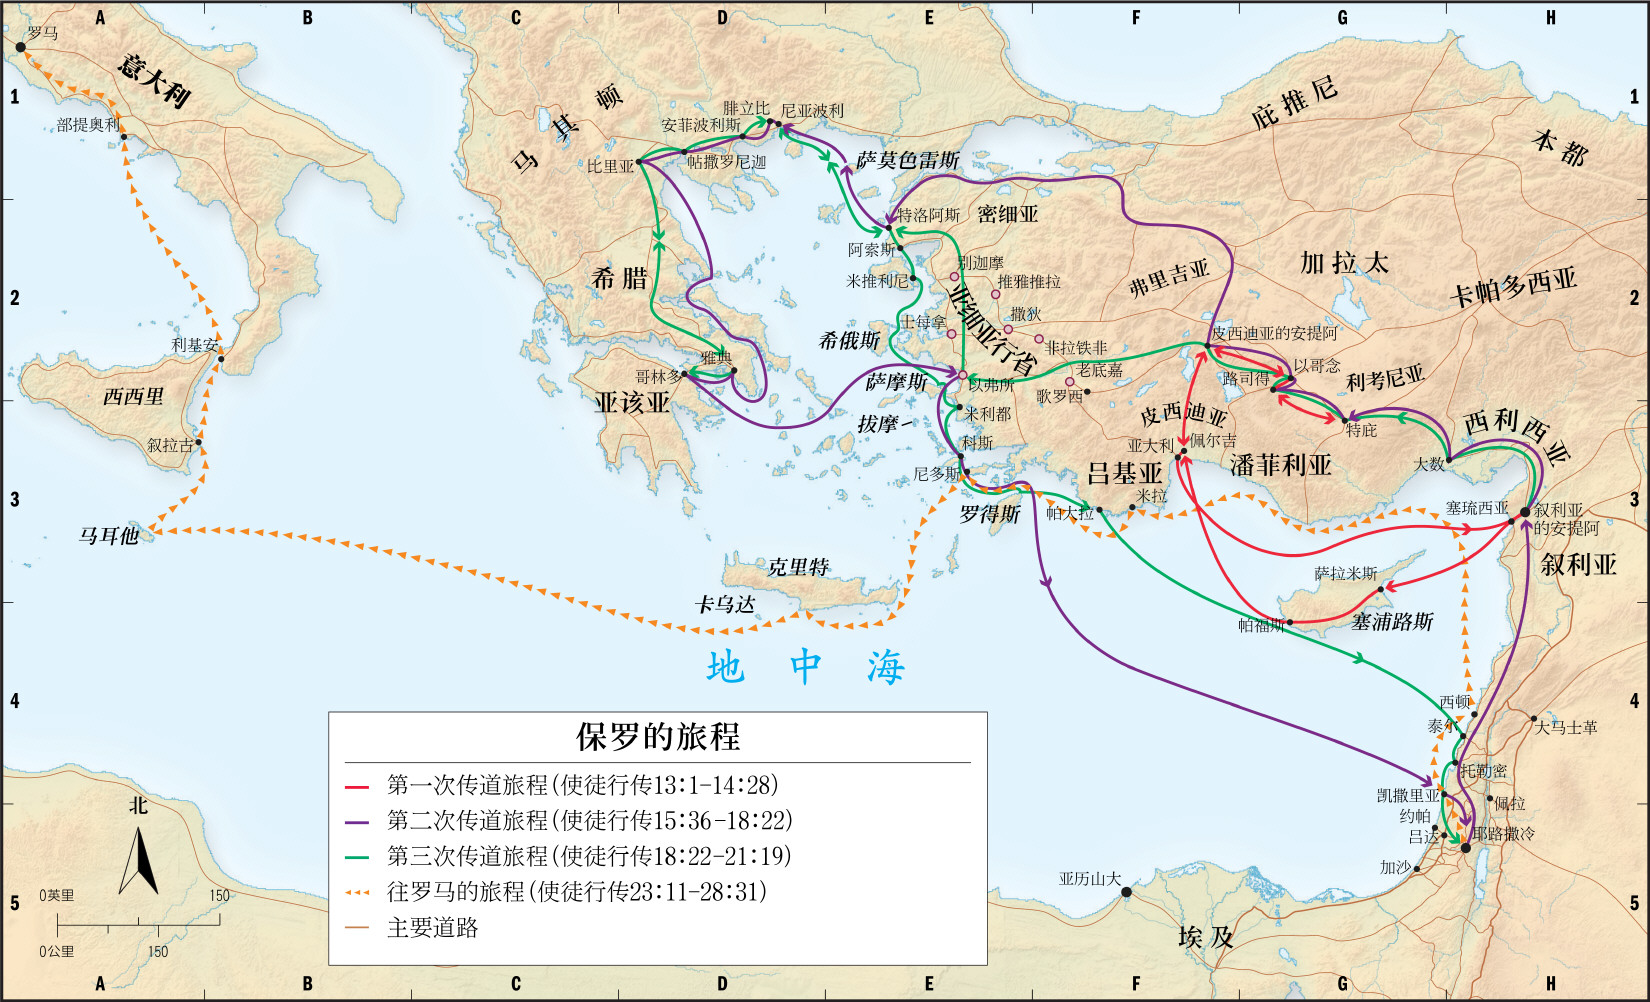 A B C D E F G H
罗马
意大利
1
部提奥利
马其顿
腓立比
尼亚波利
安菲波利斯
帖撒罗尼迦
比里亚
萨莫色雷斯
庇推尼
1
本都
特洛阿斯
密细亚
阿索斯
米推利尼
别迦摩
推雅推拉
亚细亚行省
撒狄
士每拿
非拉铁非
弗里吉亚
加拉太
卡帕多西亚
2
2
希腊
利基安
西西里
叙拉古
希俄斯
雅典
哥林多
亚该亚
萨摩斯
以弗所
老底嘉
歌罗西
拔摩
米利都
科斯
尼多斯
皮西迪亚的安提阿
以哥念
路司得
利考尼亚
特庇
皮西迪亚
亚大利
佩尔吉
吕基亚
潘菲利亚
西利西亚
大数
3
3
马耳他
罗得斯
帕大拉
米拉
塞琉西亚
叙利亚
的安提阿
叙利亚
克里特
卡乌达
萨拉米斯
帕福斯
塞浦路斯
地中海
4
4
西顿
泰尔
大马士革
托勒密
凯撒里亚
佩拉
约帕
吕达
耶路撒冷
加沙
亚历山大
埃及
保罗的旅程
第一次传道旅程(使徒行传13:1–14:28)
第二次传道旅程(使徒行传15:36–18:22)
第三次传道旅程(使徒行传18:22–21:19)
往罗马的旅程(使徒行传23:11–28:31)
主要道路
北
0英里 150
0公里 150
5
5
A B C D E F G H